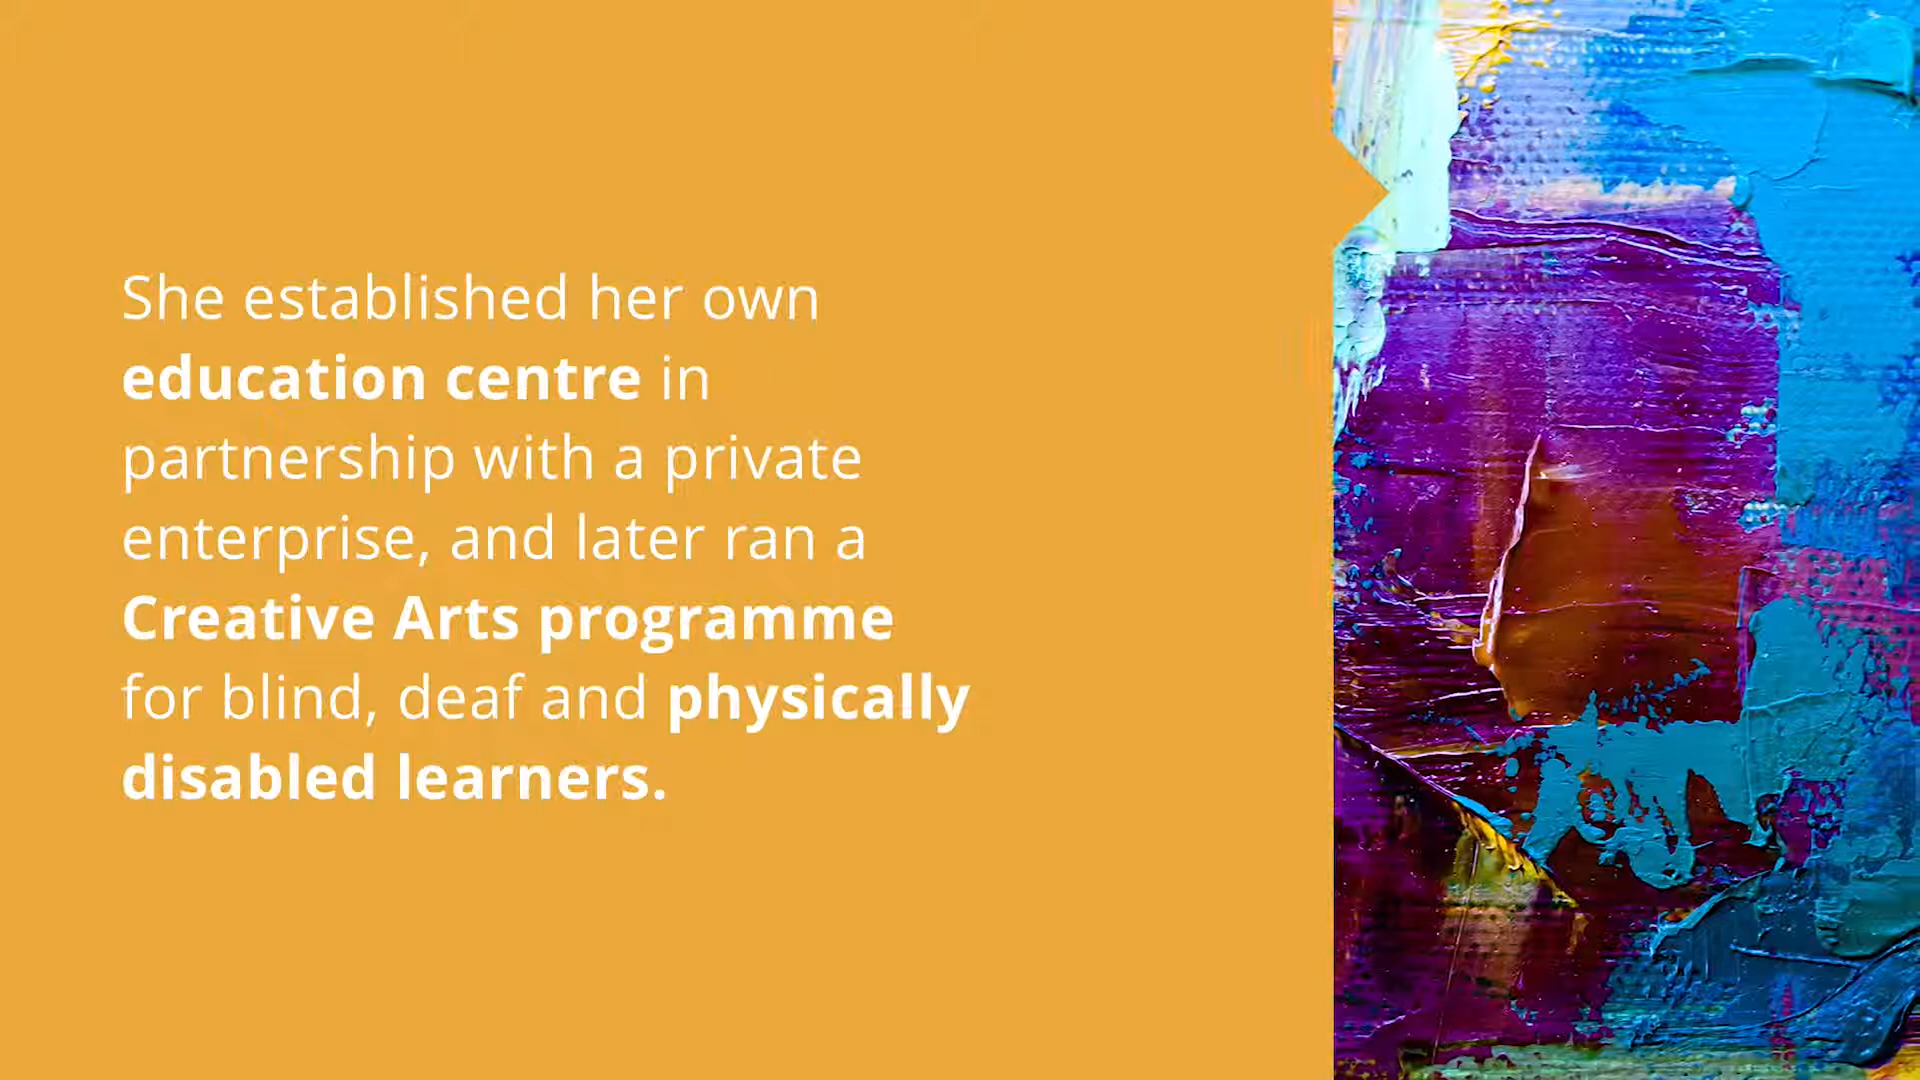 She established her own
education centre in
partnership with a private
enterprise, and later ran a
Creative Arts programme
for blind, deaf and physically
disabled learners.